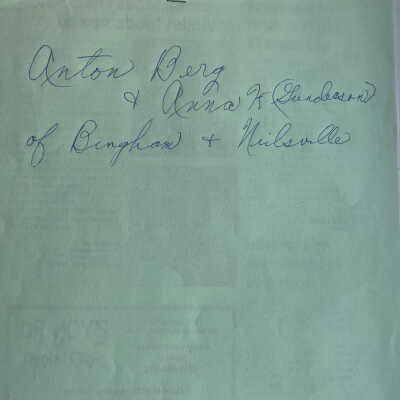 Anton Berg
& Anna K (Gunderson)
of Bingham + Neilsville